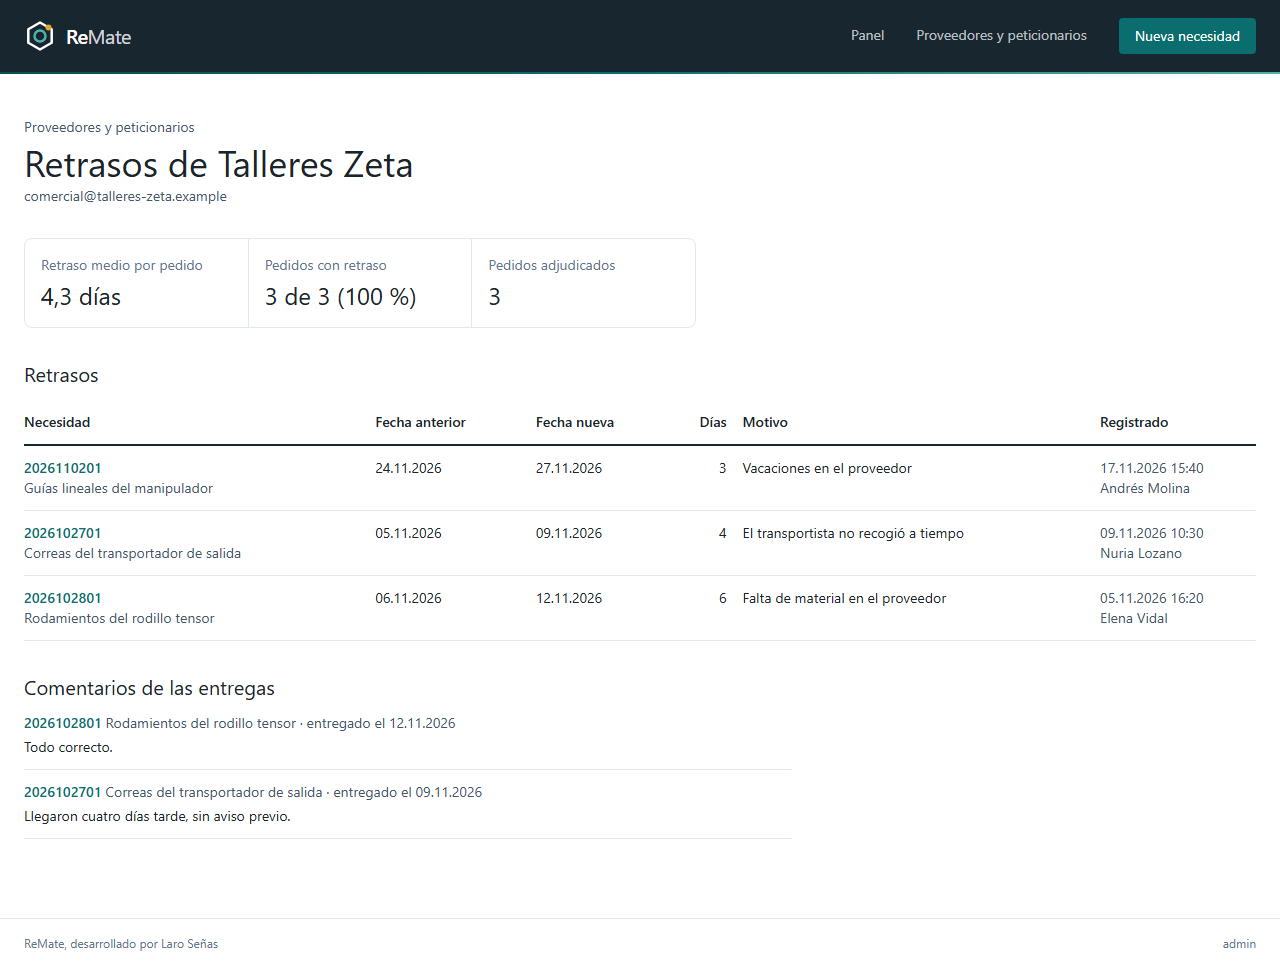 ReMate
Panel
Proveedores y peticionarios
Nueva necesidad
Proveedores y peticionarios
Retrasos de Talleres Zeta
comercial@talleres-zeta.example
Retraso medio por pedido
4,3 días
Pedidos con retraso
3 de 3 (100 %)
Pedidos adjudicados
3
Retrasos
Necesidad Fecha anterior Fecha nueva Días Motivo Registrado
2026110201 24.11.2026 27.11.2026 3 Vacaciones en el proveedor 17.11.2026 15:40
Guías lineales del manipulador Andrés Molina
2026102701 05.11.2026 09.11.2026 4 El transportista no recogió a tiempo 09.11.2026 10:30
Correas del transportador de salida Nuria Lozano
2026102801 06.11.2026 12.11.2026 6 Falta de material en el proveedor 05.11.2026 16:20
Rodamientos del rodillo tensor Elena Vidal
Comentarios de las entregas
2026102801 Rodamientos del rodillo tensor · entregado el 12.11.2026
Todo correcto.
2026102701 Correas del transportador de salida · entregado el 09.11.2026
Llegaron cuatro días tarde, sin aviso previo.
ReMate, desarrollado por Laro Señas
admin